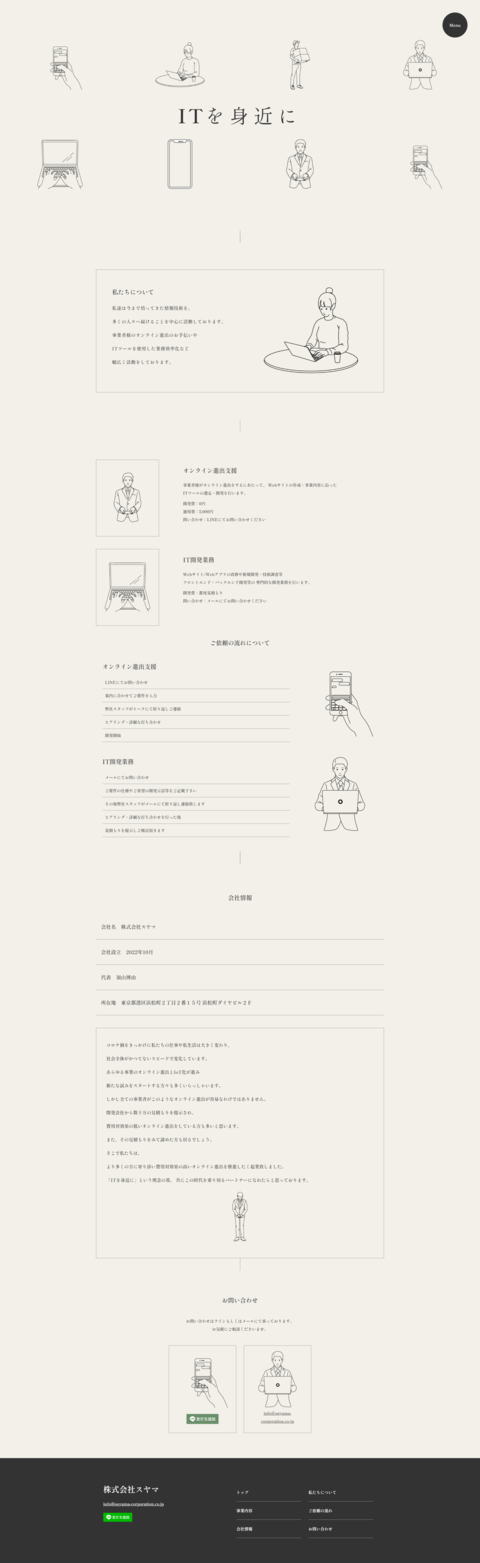 Menu
ITを身近に
私たちについて
私達は今まで培ってきた情報技術を、
多くの人々へ届けることを中心に活動しております。
事業者様のオンライン進出のお手伝いや
ITツールを使用した業務効率化など
幅広く活動をしております。
オンライン進出支援
事業者様がオンライン進出をするにあたって、Webサイトの作成・事業内容に沿った
ITツールの選定・開発を行います。
開発費：0円
運用費：5,000円
問い合わせ：LINEにてお問い合わせください
IT開発業務
Webサイト/Webアプリの改修や新規開発・技術調査等
フロントエンド・バックエンド開発等の専門的な開発業務を行います。
開発費：都度見積もり
問い合わせ：メールにてお問い合わせください
ご依頼の流れについて
オンライン進出支援
LINEにてお問い合わせ
案内に合わせてご要件を入力
弊社スタッフがトークにて折り返しご連絡
ヒアリング・詳細な打ち合わせ
開発開始
IT開発業務
メールにてお問い合わせ
ご要件の仕様やご希望の開発言語等をご記載下さい
その後弊社スタッフがメールにて折り返し連絡致します
ヒアリング・詳細な打ち合わせを行った後
見積もりを提示しご検討頂きます
会社情報
会社名 株式会社スヤマ
会社設立 2022年10月
代表
所在地 東京都港区浜松町２丁目２番１５号 浜松町ダイヤビル２Ｆ
コロナ禍をきっかけに私たちの仕事や私生活は大きく変わり、
社会全体がかつてないスピードで変化しています。
あらゆる事業のオンライン進出とIoT化が進み
新たな試みをスタートする方々も多くいらっしゃいます。
しかし全ての事業者がこのようなオンライン進出が容易なわけではありません。
開発会社から数千万の見積もりを提示され、
費用対効果の低いオンライン進出をしている方も多いと思います。
また、その見積もりをみて諦めた方も居るでしょう。
そこで私たちは、
より多くの方に寄り添い費用対効果の高いオンライン進出を推進したく起業致しました。
「ITを身近に」という理念の基、共にこの時代を乗り切るパートナーになれたらと思っております。
お問い合わせ
お問い合わせはラインもしくはメールにて承っております。
お気軽にご相談くださいませ。
友だち追加
info@suyama-
corporation.co.jp
株式会社スヤマ
info@suyama-corporation.co.jp
友だち追加
トップ
私たちについて
事業内容
ご依頼の流れ
会社情報
お問い合わせ